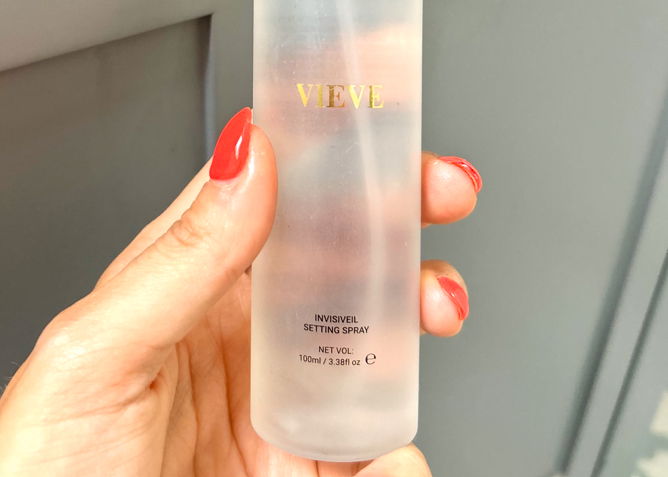 VIEVE
INVISIVEIL
SETTING SPRAY
NET VOL:
100ml / 3.38fl oz ℮